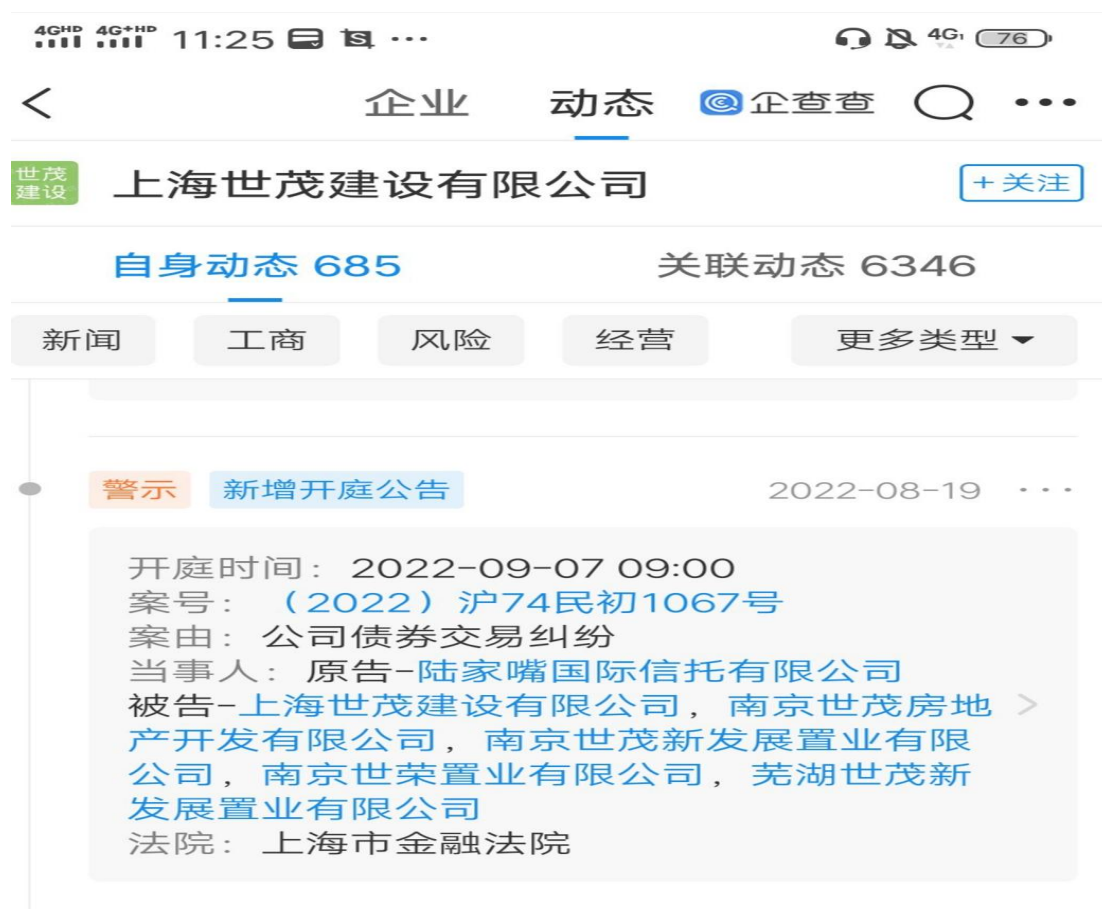 4GHD 4G+HD 11:25 ··· 4G 76
企业 动态 企查查 ···
世茂
建设
上海世茂建设有限公司 +关注
自身动态 685 关联动态 6346
新闻 工商 风险 经营 更多类型
警示 新增开庭公告 2022-08-19 ···
开庭时间：2022-09-07 09:00
案号：（2022）沪74民初1067号
案由：公司债券交易纠纷
当事人：原告-陆家嘴国际信托有限公司
被告-上海世茂建设有限公司，南京世茂房地
产开发有限公司，南京世茂新发展置业有限
公司，南京世荣置业有限公司，芜湖世茂新
发展置业有限公司
法院：上海市金融法院